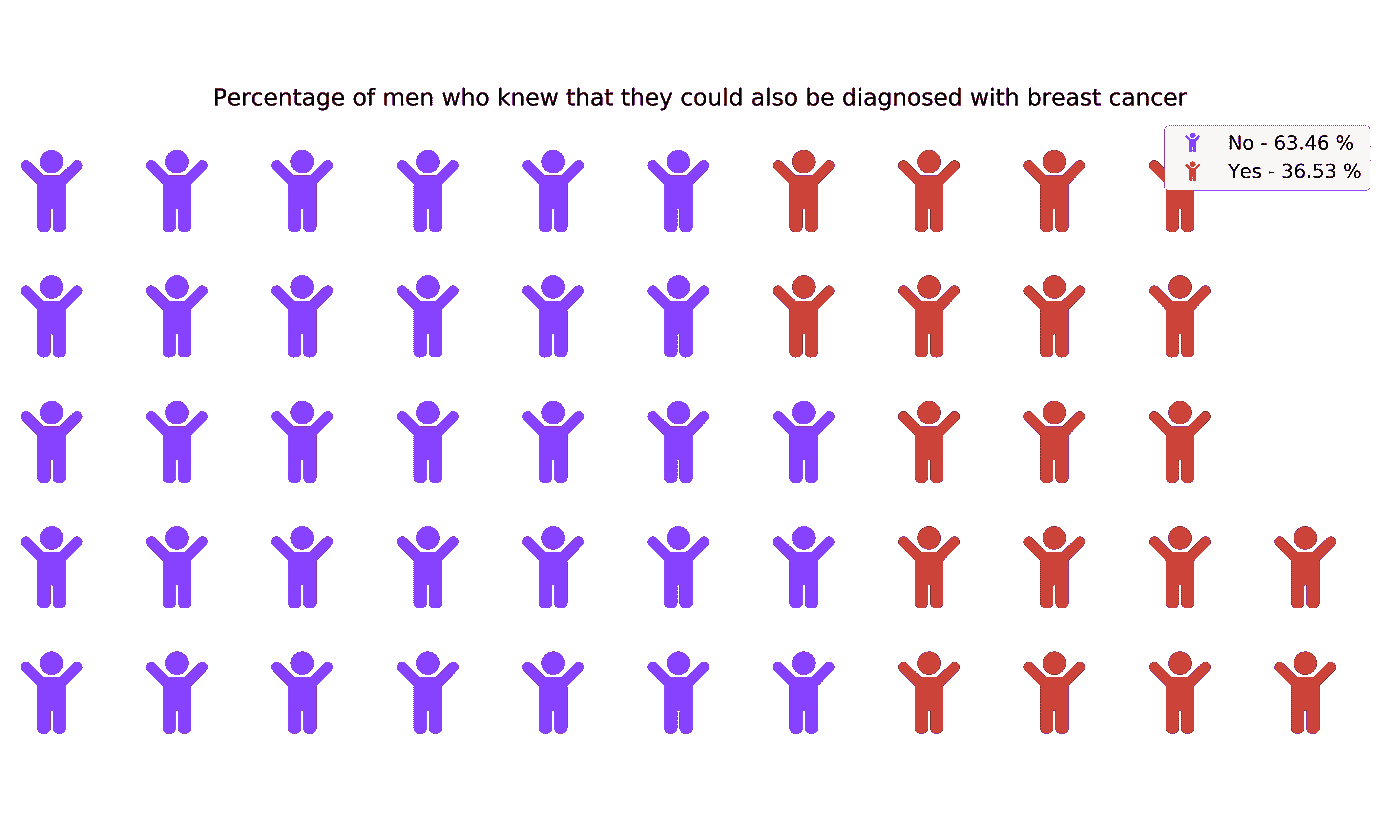 Percentage of men who knew that they could also be diagnosed with breast cancer
No - 63.46 %
Yes - 36.53 %